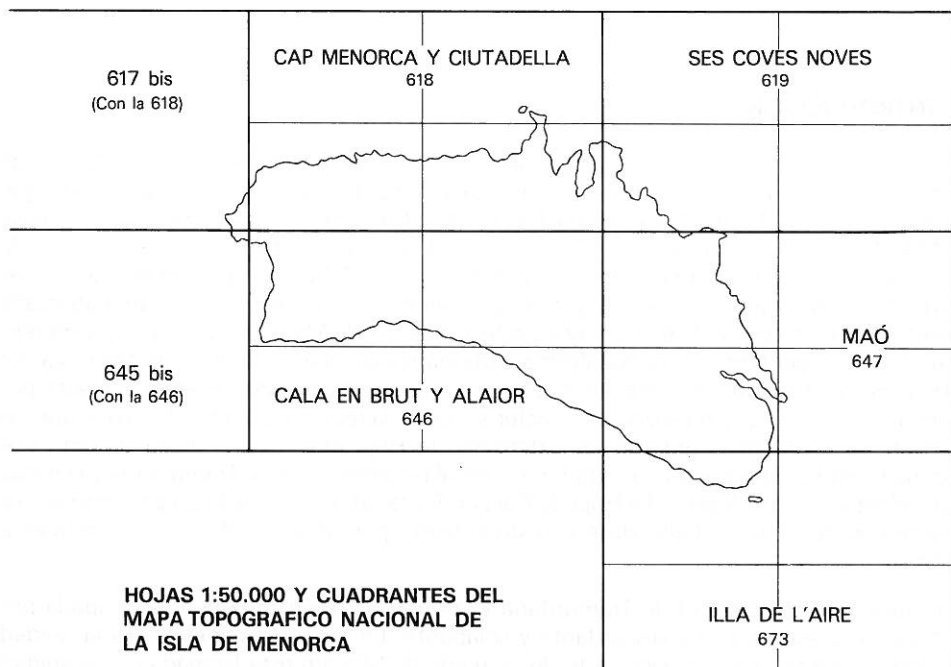 CAP MENORCA Y CIUTADELLA
618
SES COVES NOVES
619
617 bis
(Con la 618)
MAÓ
647
645 bis
(Con la 646)
CALA EN BRUT Y ALAIOR
646
HOJAS 1:50.000 Y CUADRANTES DEL
MAPA TOPOGRAFICO NACIONAL DE
LA ISLA DE MENORCA
ILLA DE L'AIRE
673